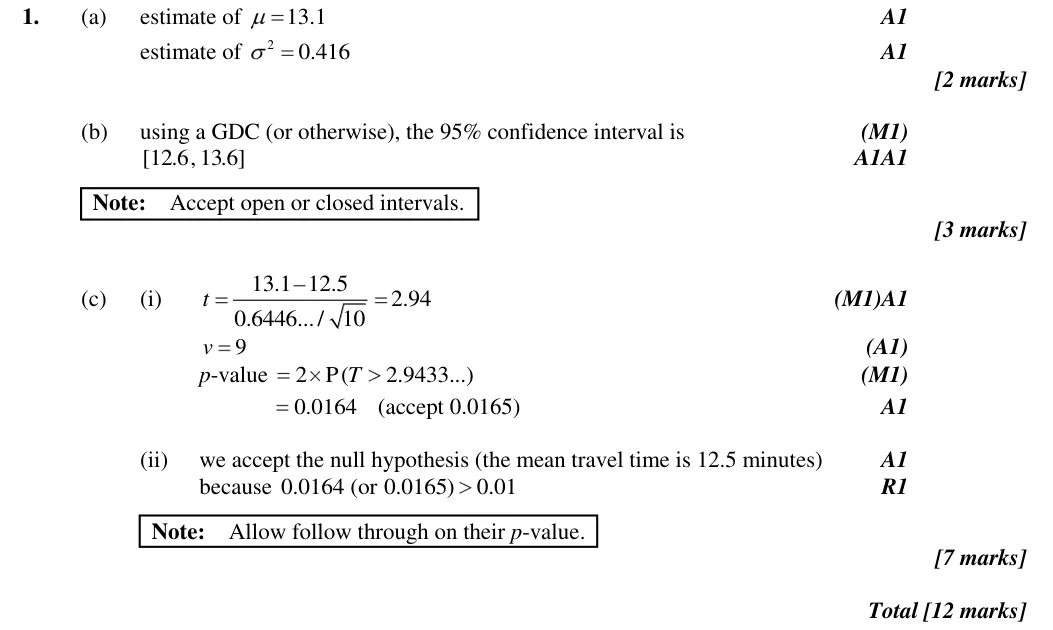 1. (a) estimate of μ = 13.1 A1
estimate of σ² = 0.416 A1
[2 marks]
(b) using a GDC (or otherwise), the 95% confidence interval is (M1)
[12.6, 13.6] A1A1
Note: Accept open or closed intervals.
[3 marks]
(c) (i) t = (13.1–12.5)/(0.6446.../√10) = 2.94 (M1)A1
v = 9 (A1)
p-value = 2×P(T > 2.9433...) (M1)
= 0.0164 (accept 0.0165) A1
(ii) we accept the null hypothesis (the mean travel time is 12.5 minutes) A1
because 0.0164 (or 0.0165) > 0.01 R1
Note: Allow follow through on their p-value.
[7 marks]
Total [12 marks]